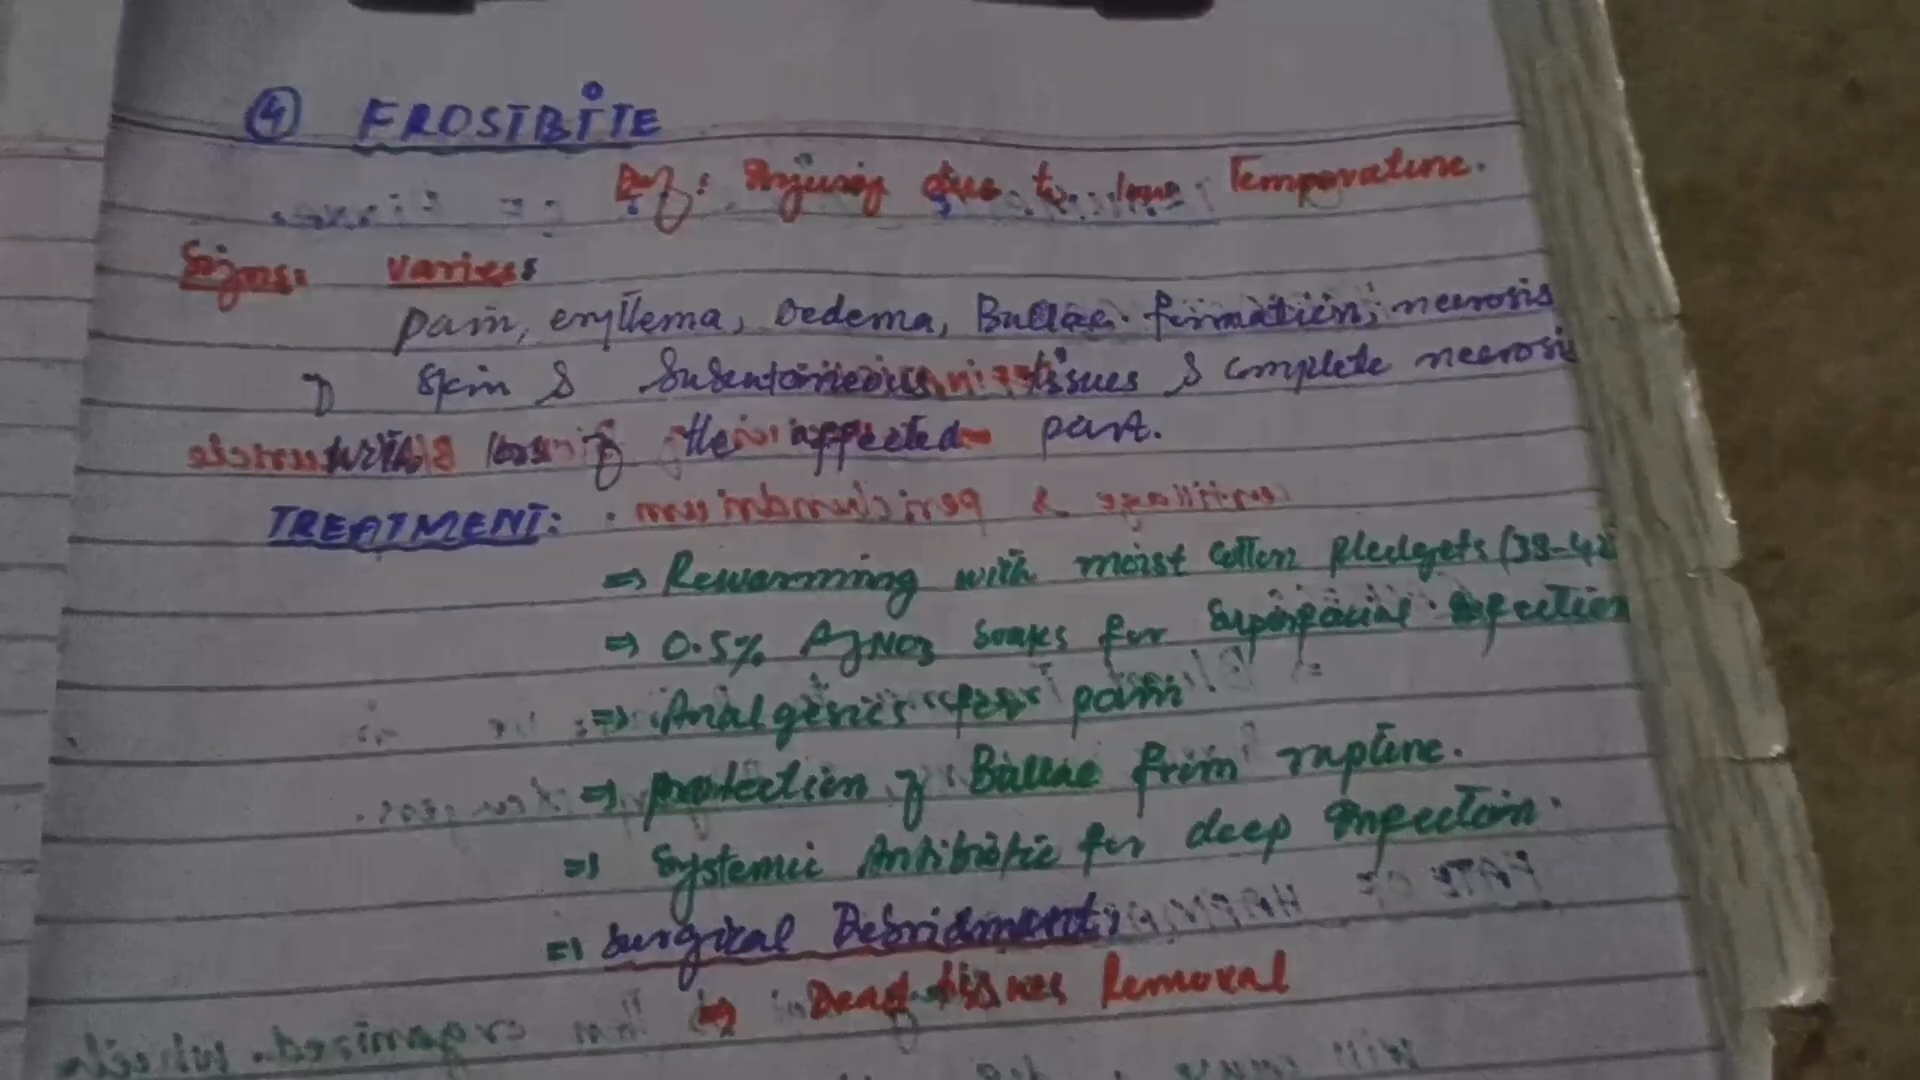 ④ FROSTBITE
Def: Injury due to low Temperature.
Signs: varies:
pain, erythema, oedema, Bullae formation, necrosis
of skin & Subcutaneous tissues & complete necrosis
with loss of the affected part.
TREATMENT:
⇒ Rewarming with moist cotton pledgets (38-42
⇒ 0.5% AgNO3 soaks for superficial infection
⇒ Analgesics for pain
⇒ protection of Bullae from rupture.
⇒ Systemic Antibiotic for deep infection.
⇒ Surgical Debridment:
↳ Dead tissues Removal